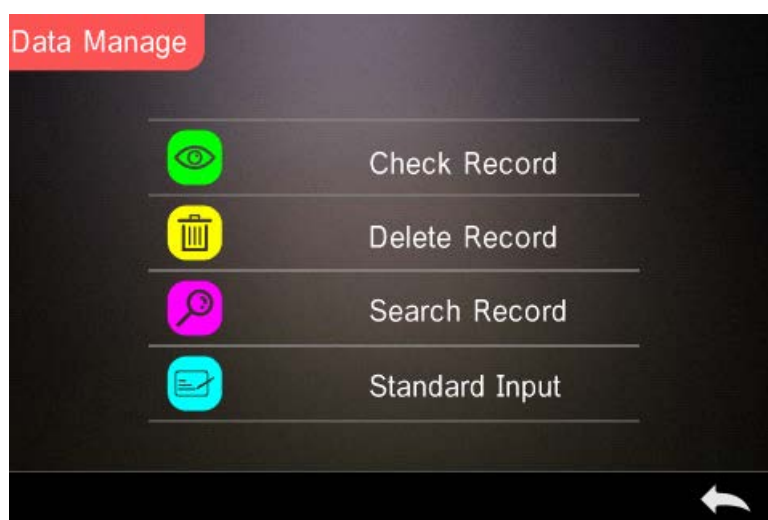 Data Manage
Check Record
Delete Record
Search Record
Standard Input